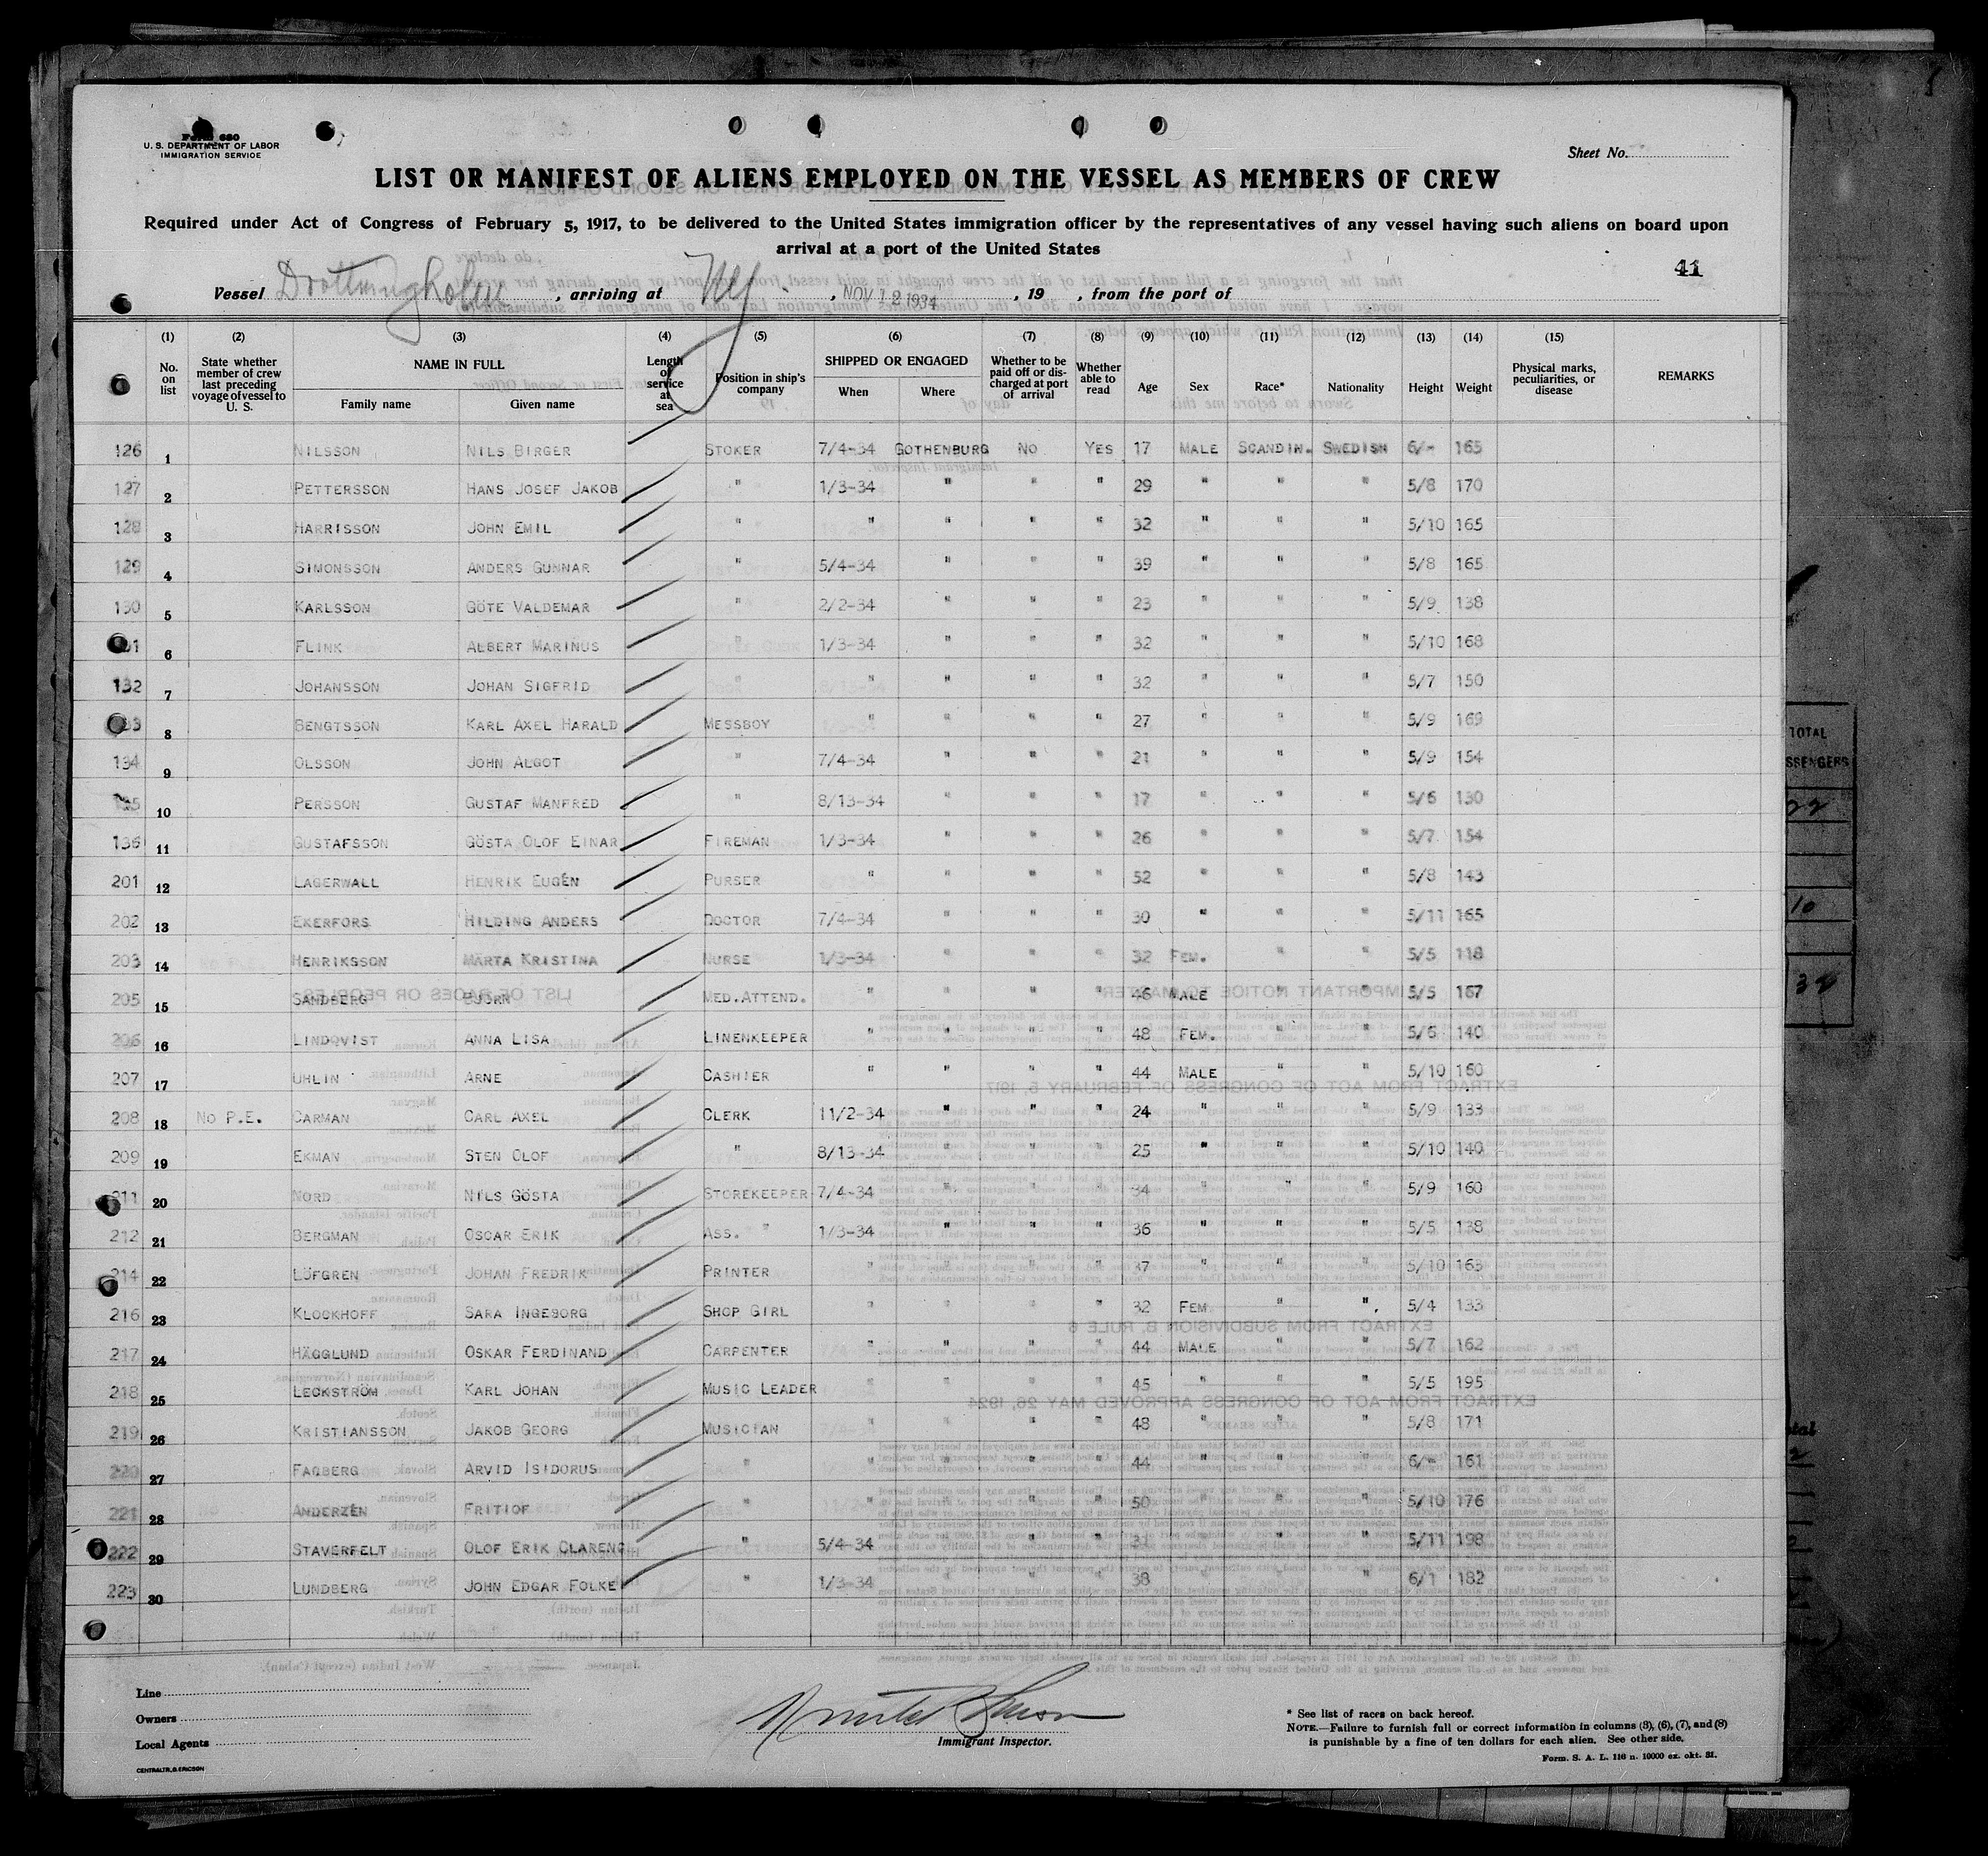 Form 680
U. S. DEPARTMENT OF LABOR
IMMIGRATION SERVICE
Sheet No.
LIST OR MANIFEST OF ALIENS EMPLOYED ON THE VESSEL AS MEMBERS OF CREW
Required under Act of Congress of February 5, 1917, to be delivered to the United States immigration officer by the representatives of any vessel having such aliens on board upon
arrival at a port of the United States
41
Vessel Drottningholm, arriving at NY, NOV 12 1934, 19 , from the port of
(1) (2) (3) (4) (5) (6) (7) (8) (9) (10) (11) (12) (13) (14) (15)
No. on list State whether member of crew last preceding voyage of vessel to U. S. NAME IN FULL Family name Given name Length of service at sea Position in ship's company SHIPPED OR ENGAGED When Where Whether to be paid off or discharged at port of arrival Whether able to read Age Sex Race* Nationality Height Weight Physical marks, peculiarities, or disease REMARKS
126 1 NILSSON NILS BIRGER STOKER 7/4-34 GOTHENBURG NO YES 17 MALE SCANDIN. SWEDISH 6/- 165
127 2 PETTERSSON HANS JOSEF JAKOB " 1/3-34 " " " 29 " " " 5/8 170
128 3 HARRISSON JOHN EMIL " " " " " 32 " " " 5/10 165
129 4 SIMONSSON ANDERS GUNNAR " 5/4-34 " " " 39 " " " 5/8 165
130 5 KARLSSON GÖTE VALDEMAR " 2/2-34 " " " 23 " " " 5/9 138
31 6 FLINK ALBERT MARINUS " 1/3-34 " " " 32 " " " 5/10 168
132 7 JOHANSSON JOHAN SIGFRID " " " " " 32 " " " 5/7 150
33 8 BENGTSSON KARL AXEL HARALD MESSBOY " " " " 27 " " " 5/9 169
134 9 OLSSON JOHN ALGOT " 7/4-34 " " " 21 " " " 5/9 154
135 10 PERSSON GUSTAF MANFRED " 8/13-34 " " " 17 " " " 5/6 130
136 11 GUSTAFSSON GÖSTA OLOF EINAR FIREMAN 1/3-34 " " " 26 " " " 5/7 154
201 12 LAGERWALL HENRIK EUGÉN PURSER " " " " 52 " " " 5/8 143
202 13 EKERFORS HILDING ANDERS DOCTOR 7/4-34 " " " 30 " " " 5/11 165
203 14 HENRIKSSON MÄRTA KRISTINA NURSE 1/3-34 " " " 32 FEM. " " 5/5 118
205 15 SANDBERG BJÖRN MED.ATTEND. " " " " 46 MALE " " 5/5 167
206 16 LINDQVIST ANNA LISA LINENKEEPER " " " " 48 FEM. " " 5/6 140
207 17 UHLIN ARNE CASHIER " " " " 44 MALE " " 5/10 160
208 18 NO P.E. CARMAN CARL AXEL CLERK 11/2-34 " " " 24 " " " 5/9 133
209 19 EKMAN STEN OLOF " 8/13-34 " " " 25 " " " 5/10 140
211 20 NORD NILS GÖSTA STOREKEEPER 7/4-34 " " " 34 " " " 5/9 160
212 21 BERGMAN OSCAR ERIK ASS. " 1/3-34 " " " 36 " " " 5/5 138
214 22 LÖFGREN JOHAN FREDRIK PRINTER " " " " 37 " " " 5/10 163
216 23 KLOCKHOFF SARA INGEBORG SHOP GIRL " " " " 32 FEM " " 5/4 133
217 24 HÄGGLUND OSKAR FERDINAND CARPENTER " " " " 44 MALE " " 5/7 162
218 25 LECKSTRÖM KARL JOHAN MUSIC LEADER " " " " 45 " " " 5/5 195
219 26 KRISTIANSSON JAKOB GEORG MUSICIAN " " " " 48 " " " 5/8 171
220 27 FAGBERG ARVID ISIDORUS " " " " " 44 " " " 6/- 161
221 28 ANDERZÉN FRITIOF " " " " " 50 " " " 5/10 176
222 29 STAVERFELT OLOF ERIK CLARENC " 5/4-34 " " " 31 " " " 5/11 198
223 30 LUNDBERG JOHN EDGAR FOLKE " 1/3-34 " " " 38 " " " 6/1 182
Line
Owners
Local Agents
CENTRALTR, G. ERICSON
Immigrant Inspector.
* See list of races on back hereof.
NOTE.—Failure to furnish full or correct information in columns (3), (6), (7), and (8)
is punishable by a fine of ten dollars for each alien. See other side.
Form. S. A. L. 116 n. 10000 ex. okt. 31.
TOTAL
SSENGERS
22
10